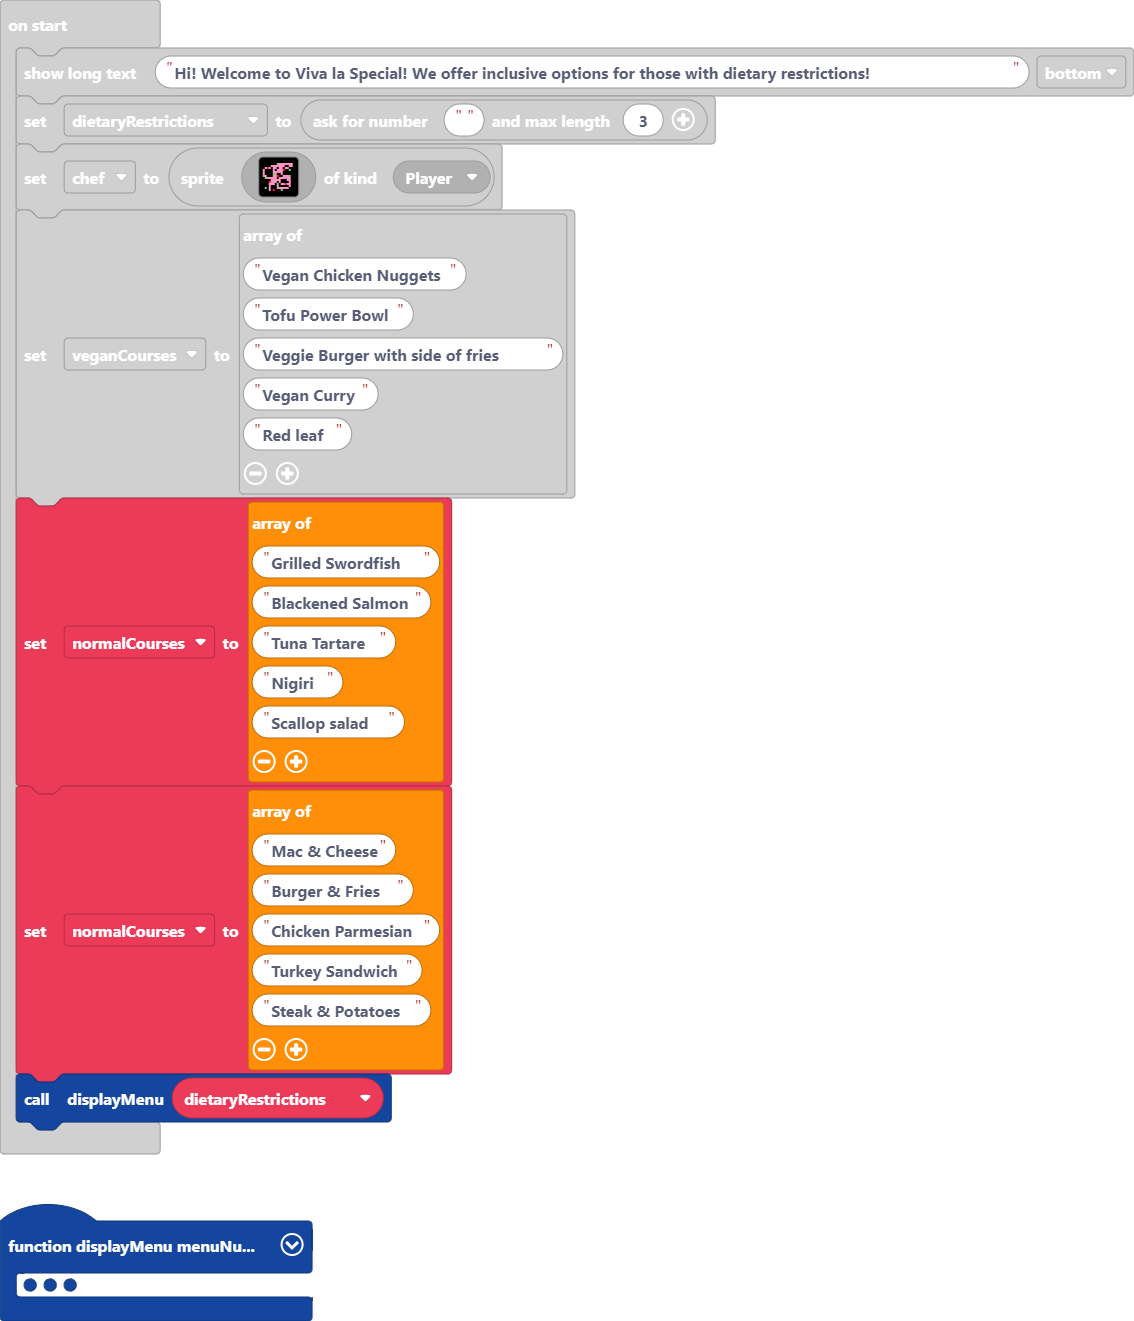 on start
show long text "Hi! Welcome to Viva la Special! We offer inclusive options for those with dietary restrictions!" bottom
set dietaryRestrictions to ask for number "" and max length 3
set chef to sprite of kind Player
array of
"Vegan Chicken Nuggets"
"Tofu Power Bowl"
set veganCourses to "Veggie Burger with side of fries"
"Vegan Curry"
"Red leaf"
array of
"Grilled Swordfish"
"Blackened Salmon"
set normalCourses to "Tuna Tartare"
"Nigiri"
"Scallop salad"
array of
"Mac & Cheese"
"Burger & Fries"
set normalCourses to "Chicken Parmesian"
"Turkey Sandwich"
"Steak & Potatoes"
call displayMenu dietaryRestrictions
function displayMenu menuNu...